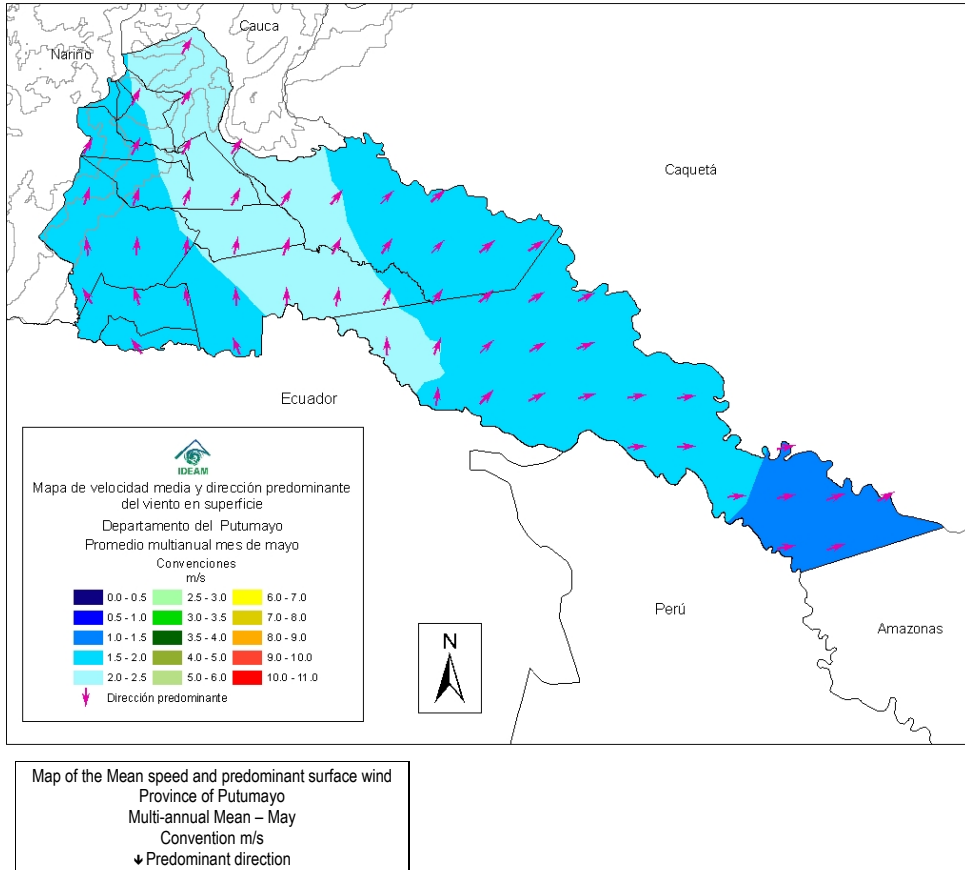 Cauca
Nariño
Caquetá
Ecuador
IDEAM
Mapa de velocidad media y dirección predominante
del viento en superficie
Departamento del Putumayo
Promedio multianual mes de mayo
Convenciones
m/s
0.0 - 0.5 2.5 - 3.0 6.0 - 7.0
0.5 - 1.0 3.0 - 3.5 7.0 - 8.0
1.0 - 1.5 3.5 - 4.0 8.0 - 9.0
1.5 - 2.0 4.0 - 5.0 9.0 - 10.0
2.0 - 2.5 5.0 - 6.0 10.0 - 11.0
Dirección predominante
N
Perú
Amazonas
Map of the Mean speed and predominant surface wind
Province of Putumayo
Multi-annual Mean – May
Convention m/s
Predominant direction